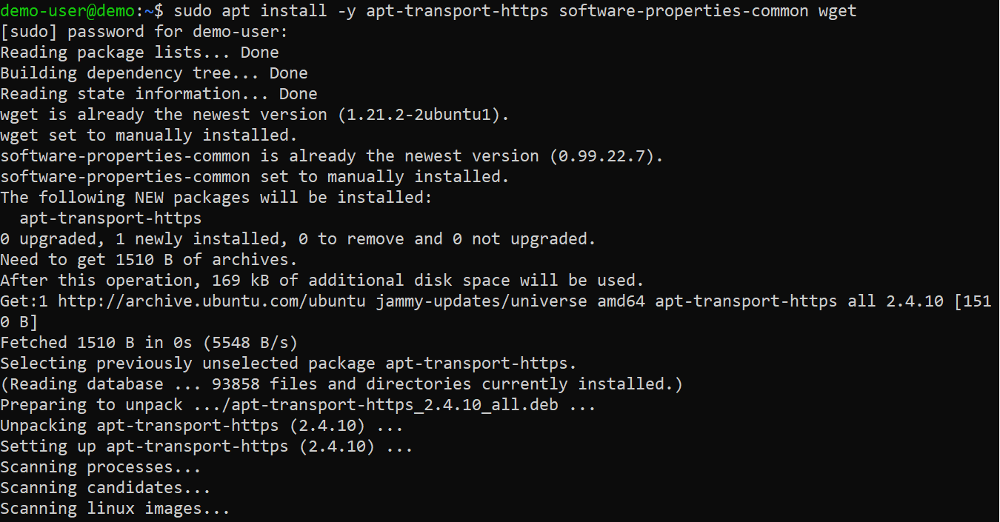 demo-user@demo:~$ sudo apt install -y apt-transport-https software-properties-common wget
[sudo] password for demo-user:
Reading package lists... Done
Building dependency tree... Done
Reading state information... Done
wget is already the newest version (1.21.2-2ubuntu1).
wget set to manually installed.
software-properties-common is already the newest version (0.99.22.7).
software-properties-common set to manually installed.
The following NEW packages will be installed:
  apt-transport-https
0 upgraded, 1 newly installed, 0 to remove and 0 not upgraded.
Need to get 1510 B of archives.
After this operation, 169 kB of additional disk space will be used.
Get:1 http://archive.ubuntu.com/ubuntu jammy-updates/universe amd64 apt-transport-https all 2.4.10 [151
0 B]
Fetched 1510 B in 0s (5548 B/s)
Selecting previously unselected package apt-transport-https.
(Reading database ... 93858 files and directories currently installed.)
Preparing to unpack .../apt-transport-https_2.4.10_all.deb ...
Unpacking apt-transport-https (2.4.10) ...
Setting up apt-transport-https (2.4.10) ...
Scanning processes...
Scanning candidates...
Scanning linux images...